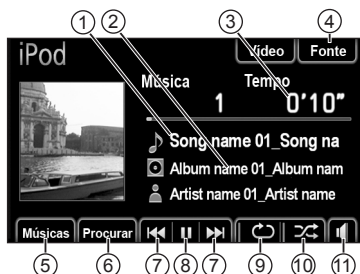 ① ② ③ ④
iPod Vídeo Fonte
Música Tempo
1 0'10"
Song name 01_Song na
Album name 01_Album nam
Artist name 01_Artist name
Músicas Procurar
⑤ ⑥ ⑦ ⑧ ⑦ ⑨ ⑩ ⑪